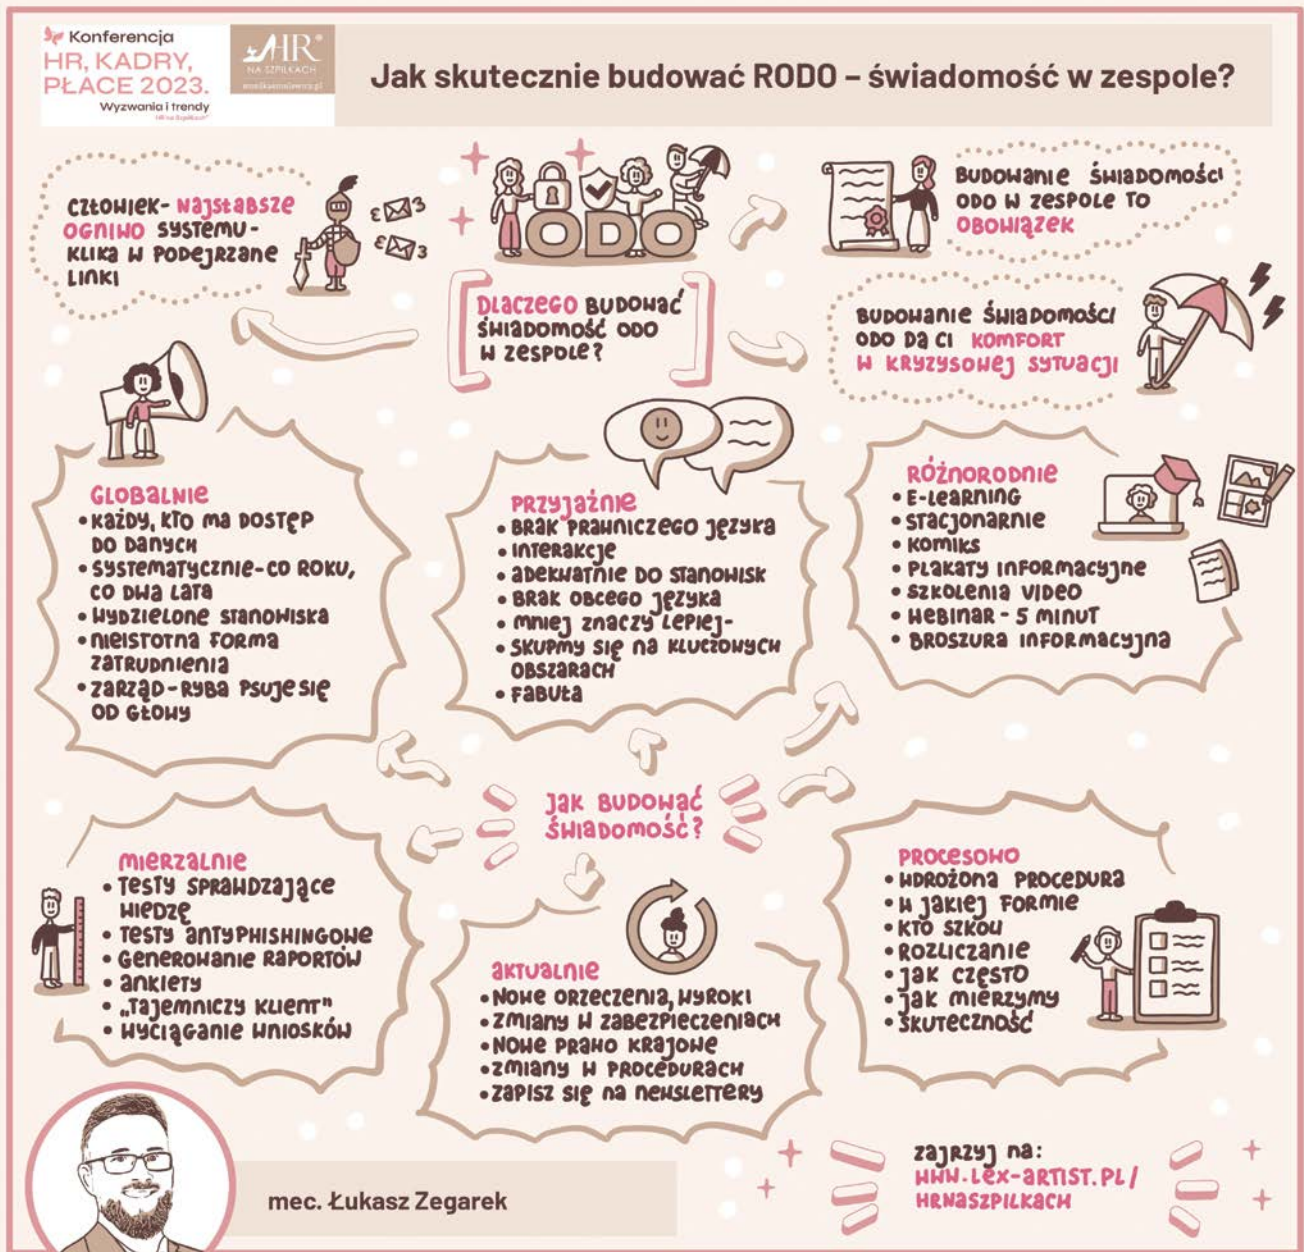 Konferencja
HR, KADRY,
PŁACE 2023.
Wyzwania i trendy
HR na Szpilkach®
HR®
NA SZPILKACH
Jak skutecznie budować RODO – świadomość w zespole?
CZŁOWIEK- NAJSŁABSZE
OGNIWO SYSTEMU-
KLIKA W PODEJRZANE
LINKI
ODO
DLACZEGO BUDOWAĆ
ŚWIADOMOŚĆ ODO
W ZESPOLE?
BUDOWANIE ŚWIADOMOŚCI
ODO W ZESPOLE TO
OBOWIĄZEK
BUDOWANIE ŚWIADOMOŚCI
ODO DA CI KOMFORT
W KRYZYSOWEJ SYTUACJI
GLOBALNIE
• KAŻDY, KTO MA DOSTĘP
DO DANYCH
• SYSTEMATYCZNIE-CO ROKU,
CO DWA LATA
• WYDZIELONE STANOWISKA
• NIEISTOTNA FORMA
ZATRUDNIENIA
• ZARZĄD-RYBA PSUJE SIĘ
OD GŁOWY
PRZYJAŹNIE
• BRAK PRAWNICZEGO JĘZYKA
• INTERAKCJE
• ADEKWATNIE DO STANOWISK
• BRAK OBCEGO JĘZYKA
• MNIEJ ZNACZY LEPIEJ-
• SKUPMY SIĘ NA KLUCZOWYCH
OBSZARACH
• FABUŁA
RÓŻNORODNIE
• E-LEARNING
• STACJONARNIE
• KOMIKS
• PLAKATY INFORMACYJNE
• SZKOLENIA VIDEO
• WEBINAR - 5 MINUT
• BROSZURA INFORMACYJNA
JAK BUDOWAĆ
ŚWIADOMOŚĆ?
MIERZALNIE
• TESTY SPRAWDZAJĄCE
WIEDZĘ
• TESTY ANTYPHISHINGOWE
• GENEROWANIE RAPORTÓW
• ANKIETY
• „TAJEMNICZY KLIENT"
• WYCIĄGANIE WNIOSKÓW
AKTUALNIE
• NOWE ORZECZENIA, WYROKI
• ZMIANY W ZABEZPIECZENIACH
• NOWE PRAWO KRAJOWE
• ZMIANY W PROCEDURACH
• ZAPISZ SIĘ NA NEWSLETTERY
PROCESOWO
• WDROŻONA PROCEDURA
• W JAKIEJ FORMIE
• KTO SZKOLI
• ROZLICZANIE
• JAK CZĘSTO
• JAK MIERZYMY
• SKUTECZNOŚĆ
mec. Łukasz Zegarek
ZAJRZYJ NA:
WWW.LEX-ARTIST.PL/
HRNASZPILKACH